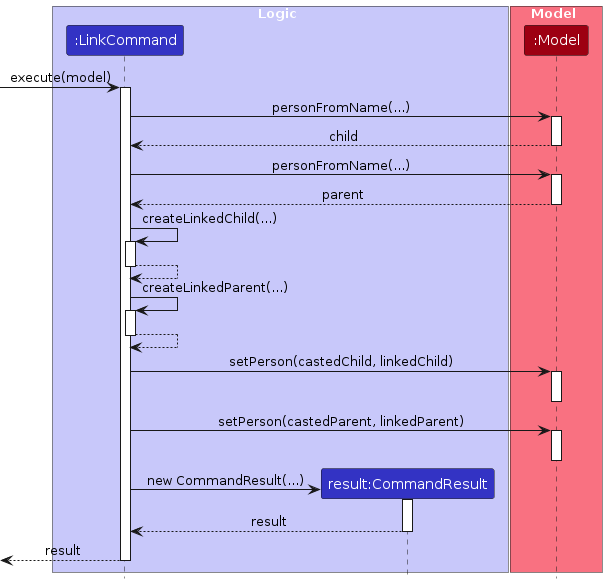 Logic
Model
:LinkCommand
:Model
execute(model)
personFromName(...)
child
personFromName(...)
parent
createLinkedChild(...)
createLinkedParent(...)
setPerson(castedChild, linkedChild)
setPerson(castedParent, linkedParent)
new CommandResult(...)
result:CommandResult
result
result